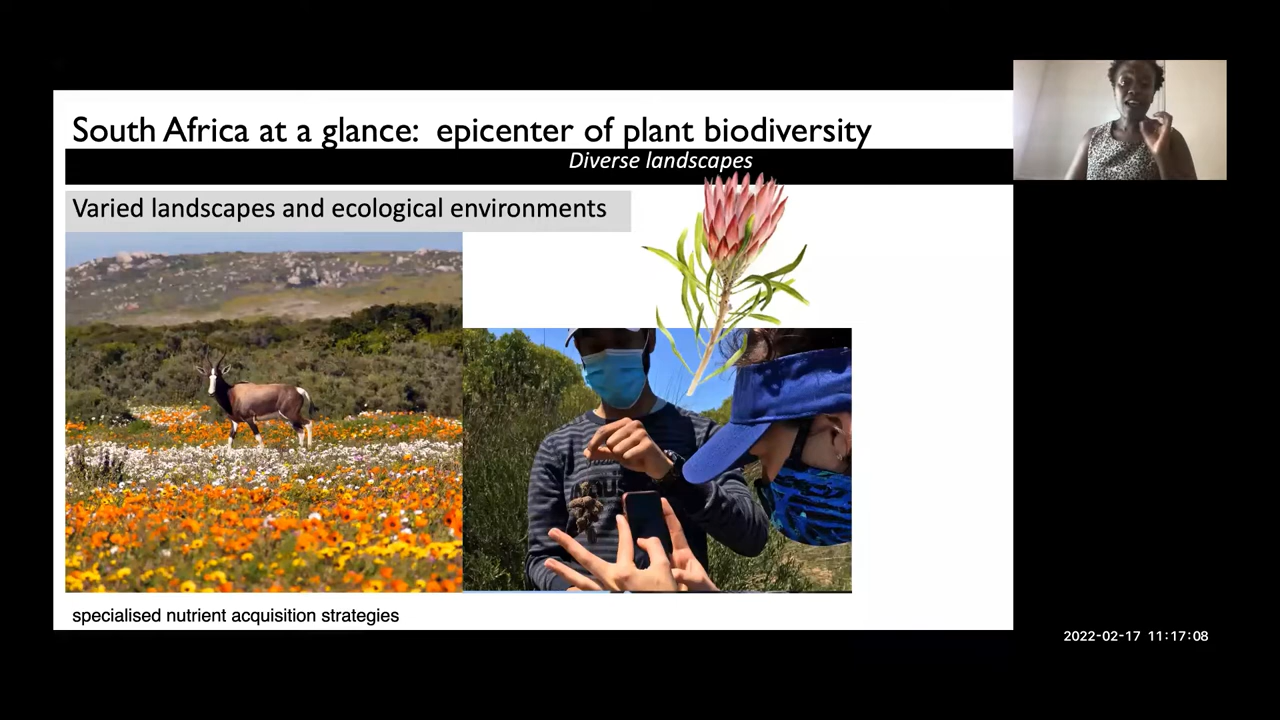 South Africa at a glance: epicenter of plant biodiversity
Diverse landscapes
Varied landscapes and ecological environments
specialised nutrient acquisition strategies
2022-02-17 11:17:08